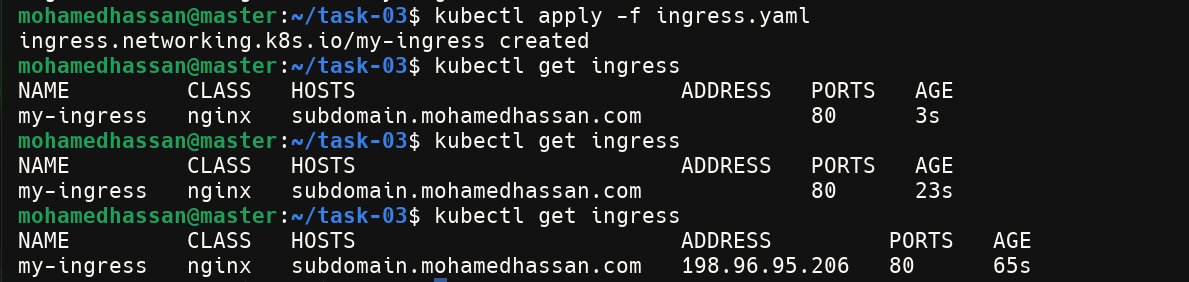 mohamedhassan@master:~/task-03$ kubectl apply -f ingress.yaml
ingress.networking.k8s.io/my-ingress created
mohamedhassan@master:~/task-03$ kubectl get ingress
NAME         CLASS   HOSTS                         ADDRESS   PORTS   AGE
my-ingress   nginx   subdomain.mohamedhassan.com             80      3s
mohamedhassan@master:~/task-03$ kubectl get ingress
NAME         CLASS   HOSTS                         ADDRESS   PORTS   AGE
my-ingress   nginx   subdomain.mohamedhassan.com             80      23s
mohamedhassan@master:~/task-03$ kubectl get ingress
NAME         CLASS   HOSTS                         ADDRESS         PORTS   AGE
my-ingress   nginx   subdomain.mohamedhassan.com   198.96.95.206   80      65s